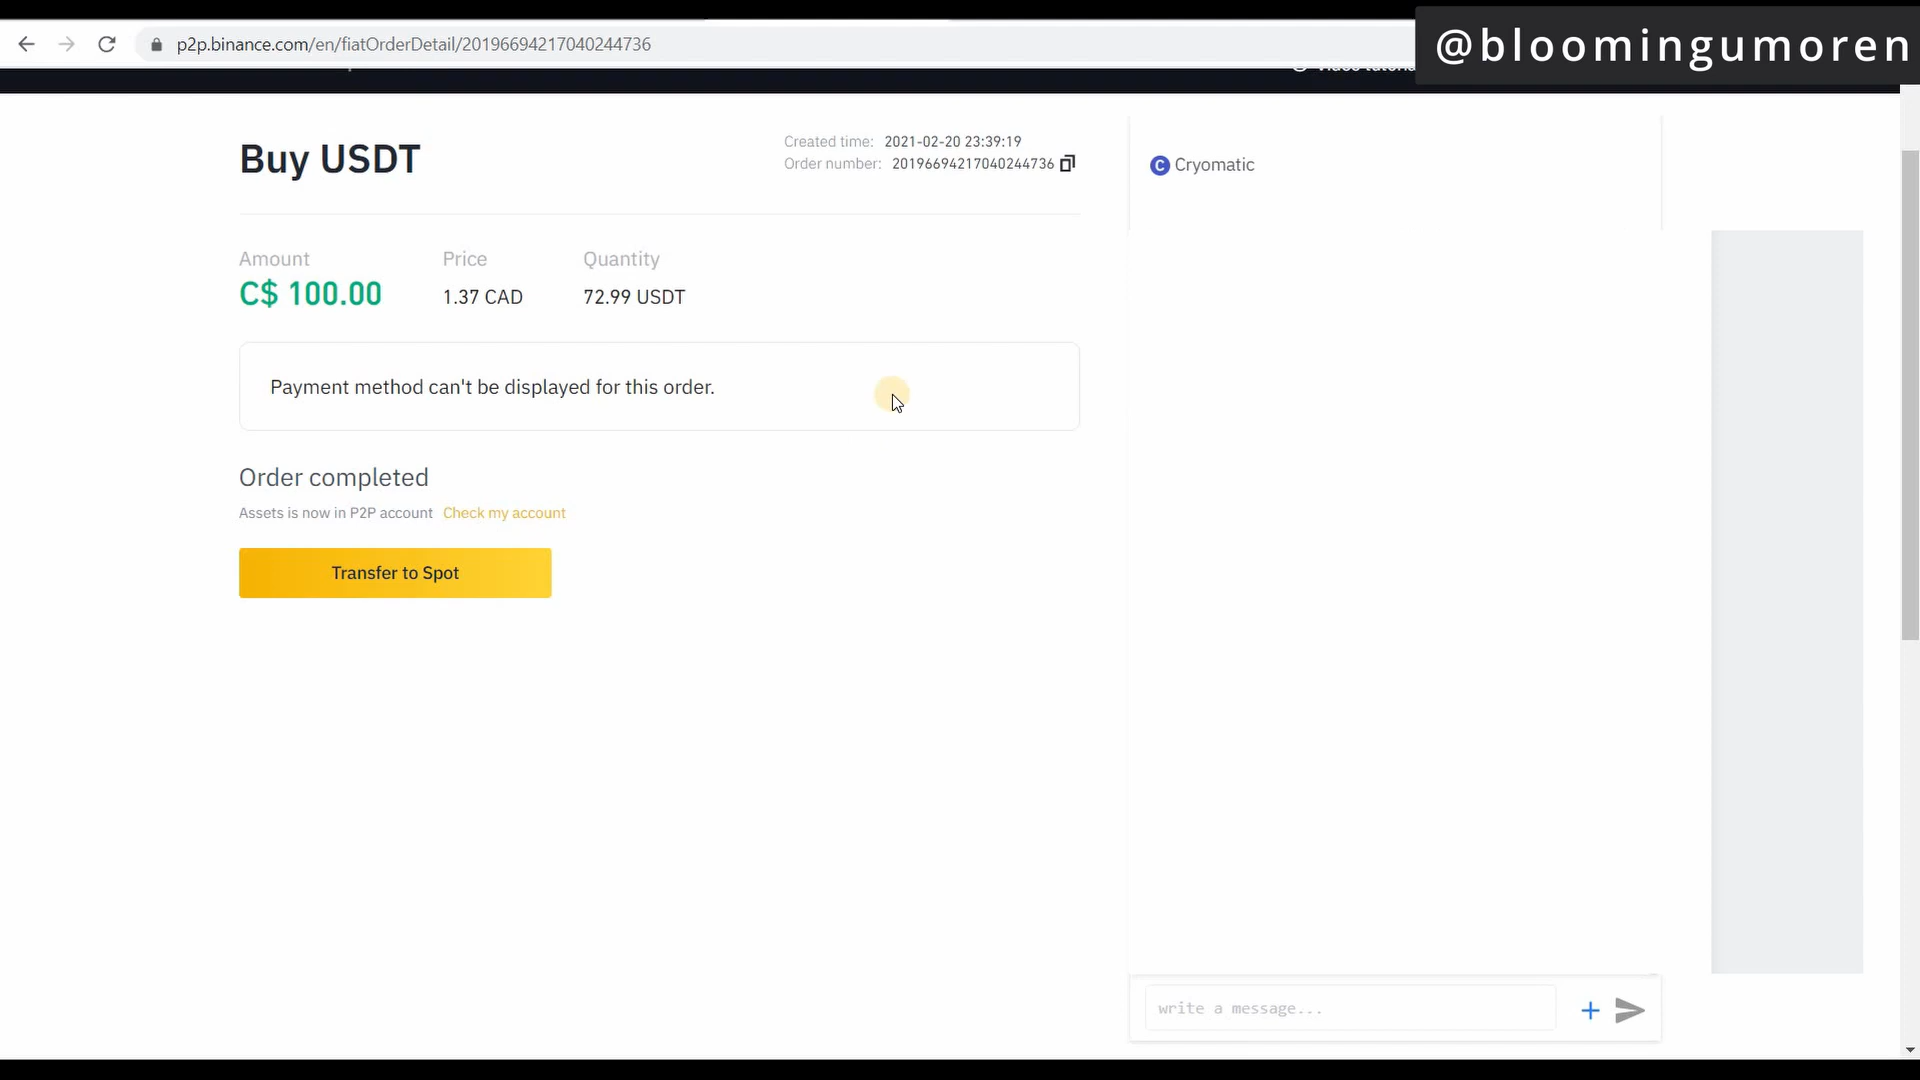 p2p.binance.com/en/fiatOrderDetail/20196694217040244736
@bloomingumoren
Buy USDT
Created time: 2021-02-20 23:39:19
Order number: 20196694217040244736
C Cryomatic
Amount Price Quantity
C$ 100.00 1.37 CAD 72.99 USDT
Payment method can't be displayed for this order.
Order completed
Assets is now in P2P account Check my account
Transfer to Spot
write a message...